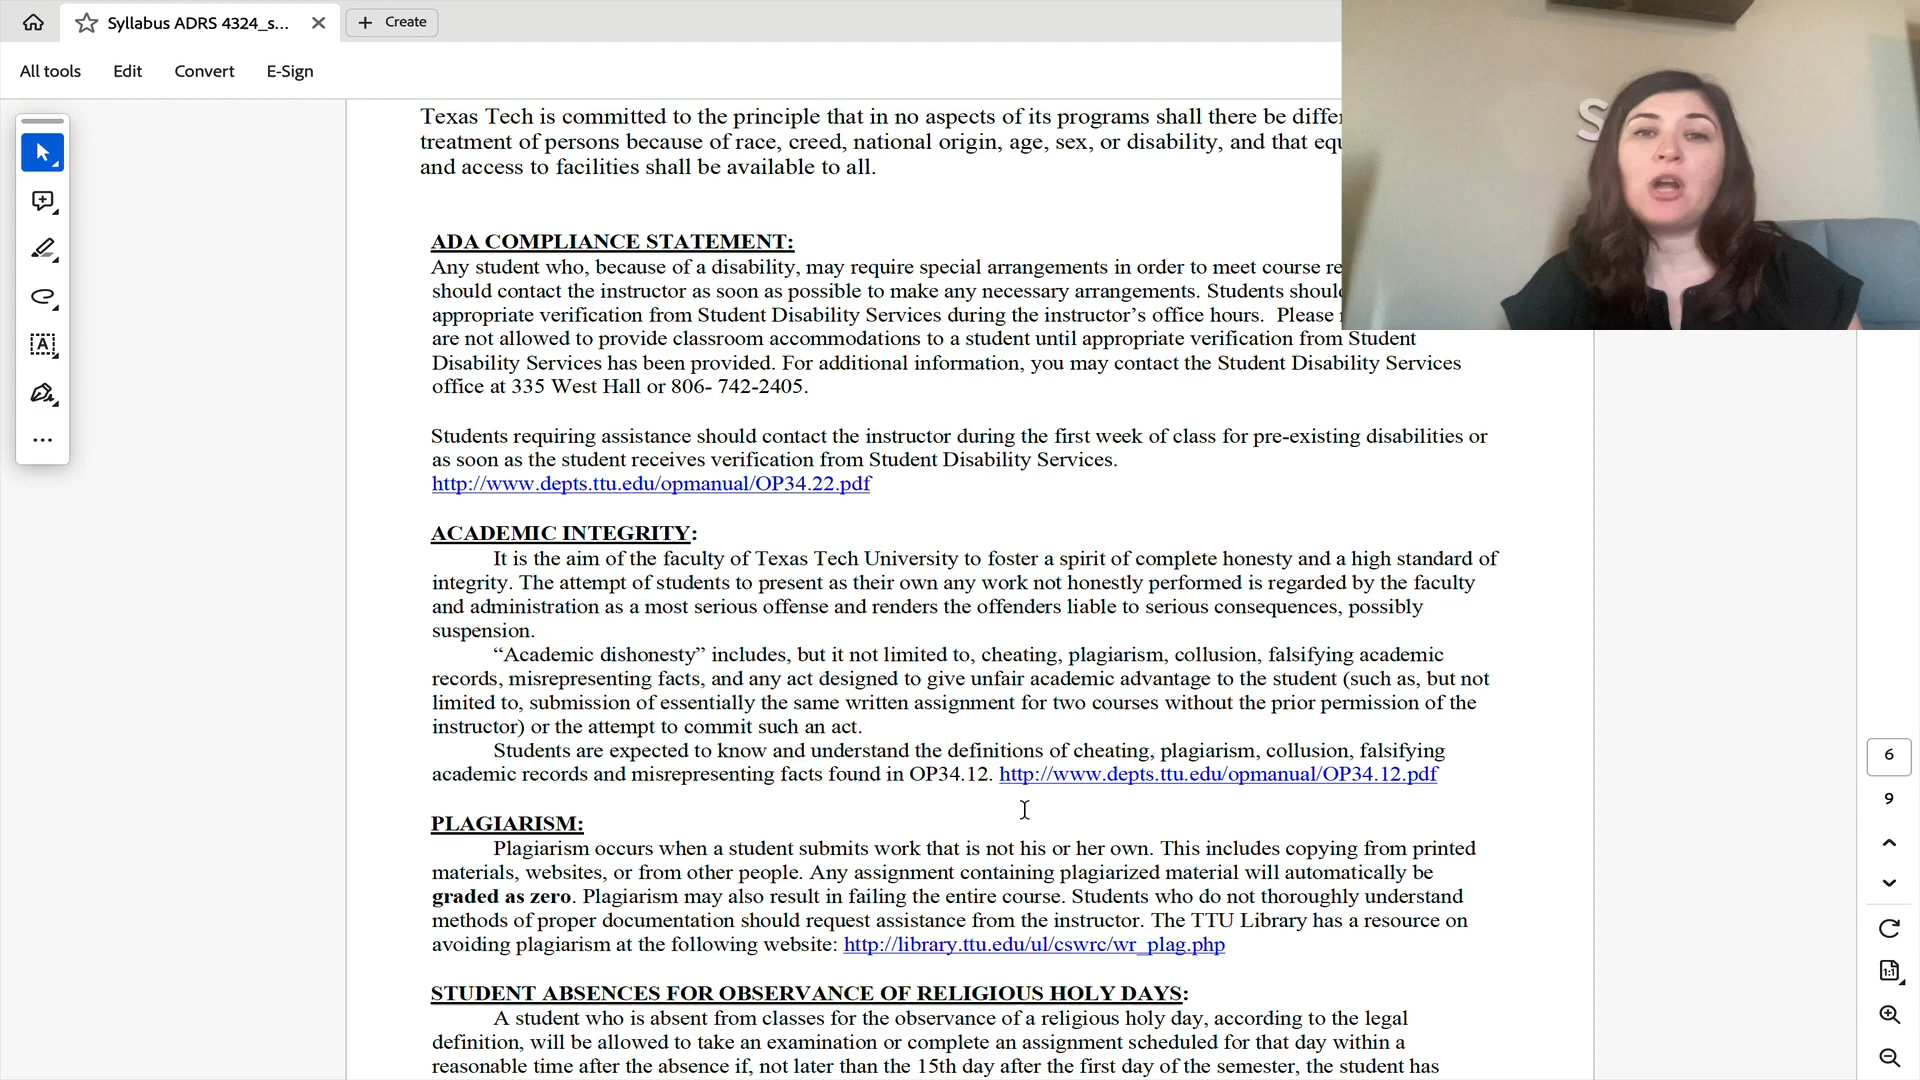 Syllabus ADRS 4324_s...
Create
All tools Edit Convert E-Sign
Texas Tech is committed to the principle that in no aspects of its programs shall there be
treatment of persons because of race, creed, national origin, age, sex, or disability, and that
and access to facilities shall be available to all.
ADA COMPLIANCE STATEMENT:
Any student who, because of a disability, may require special arrangements in order to meet course
should contact the instructor as soon as possible to make any necessary arrangements. Students
appropriate verification from Student Disability Services during the instructor's office hours. Please
are not allowed to provide classroom accommodations to a student until appropriate verification from Student
Disability Services has been provided. For additional information, you may contact the Student Disability Services
office at 335 West Hall or 806- 742-2405.
Students requiring assistance should contact the instructor during the first week of class for pre-existing disabilities or
as soon as the student receives verification from Student Disability Services.
http://www.depts.ttu.edu/opmanual/OP34.22.pdf
ACADEMIC INTEGRITY:
It is the aim of the faculty of Texas Tech University to foster a spirit of complete honesty and a high standard of
integrity. The attempt of students to present as their own any work not honestly performed is regarded by the faculty
and administration as a most serious offense and renders the offenders liable to serious consequences, possibly
suspension.
“Academic dishonesty” includes, but it not limited to, cheating, plagiarism, collusion, falsifying academic
records, misrepresenting facts, and any act designed to give unfair academic advantage to the student (such as, but not
limited to, submission of essentially the same written assignment for two courses without the prior permission of the
instructor) or the attempt to commit such an act.
Students are expected to know and understand the definitions of cheating, plagiarism, collusion, falsifying
academic records and misrepresenting facts found in OP34.12. http://www.depts.ttu.edu/opmanual/OP34.12.pdf
PLAGIARISM:
Plagiarism occurs when a student submits work that is not his or her own. This includes copying from printed
materials, websites, or from other people. Any assignment containing plagiarized material will automatically be
graded as zero. Plagiarism may also result in failing the entire course. Students who do not thoroughly understand
methods of proper documentation should request assistance from the instructor. The TTU Library has a resource on
avoiding plagiarism at the following website: http://library.ttu.edu/ul/cswrc/wr_plag.php
STUDENT ABSENCES FOR OBSERVANCE OF RELIGIOUS HOLY DAYS:
A student who is absent from classes for the observance of a religious holy day, according to the legal
definition, will be allowed to take an examination or complete an assignment scheduled for that day within a
reasonable time after the absence if, not later than the 15th day after the first day of the semester, the student has
6
9
1:1
S